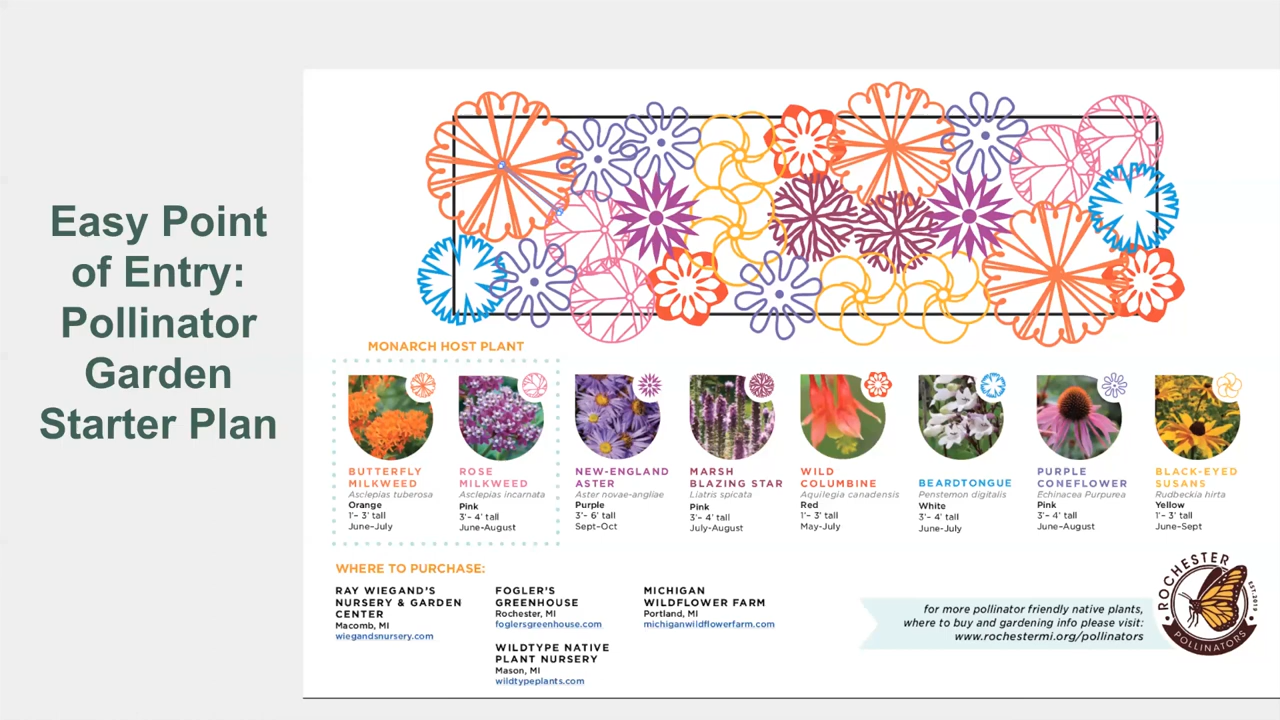 Easy Point
of Entry:
Pollinator
Garden
Starter Plan
MONARCH HOST PLANT
BUTTERFLY
MILKWEED
Asclepias tuberosa
Orange
1'– 3' tall
June–July
ROSE
MILKWEED
Asclepias incarnata
Pink
3'– 4' tall
June-August
NEW-ENGLAND
ASTER
Aster novae-angliae
Purple
3'– 6' tall
Sept-Oct
MARSH
BLAZING STAR
Liatris spicata
Pink
3'– 4' tall
July-August
WILD
COLUMBINE
Aquilegia canadensis
Red
1'– 3' tall
May-July
BEARDTONGUE
Penstemon digitalis
White
3'– 4' tall
June-July
PURPLE
CONEFLOWER
Echinacea Purpurea
Pink
3'– 4' tall
June–August
BLACK-EYED
SUSANS
Rudbeckia hirta
Yellow
1'– 3' tall
June-Sept
WHERE TO PURCHASE:
RAY WIEGAND'S
NURSERY & GARDEN
CENTER
Macomb, MI
wiegandsnursery.com
FOGLER'S
GREENHOUSE
Rochester, MI
foglersgreenhouse.com
WILDTYPE NATIVE
PLANT NURSERY
Mason, MI
wildtypeplants.com
MICHIGAN
WILDFLOWER FARM
Portland, MI
michiganwildflowerfarm.com
for more pollinator friendly native plants,
where to buy and gardening info please visit:
www.rochestermi.org/pollinators
ROCHESTER
POLLINATORS
EST.2019